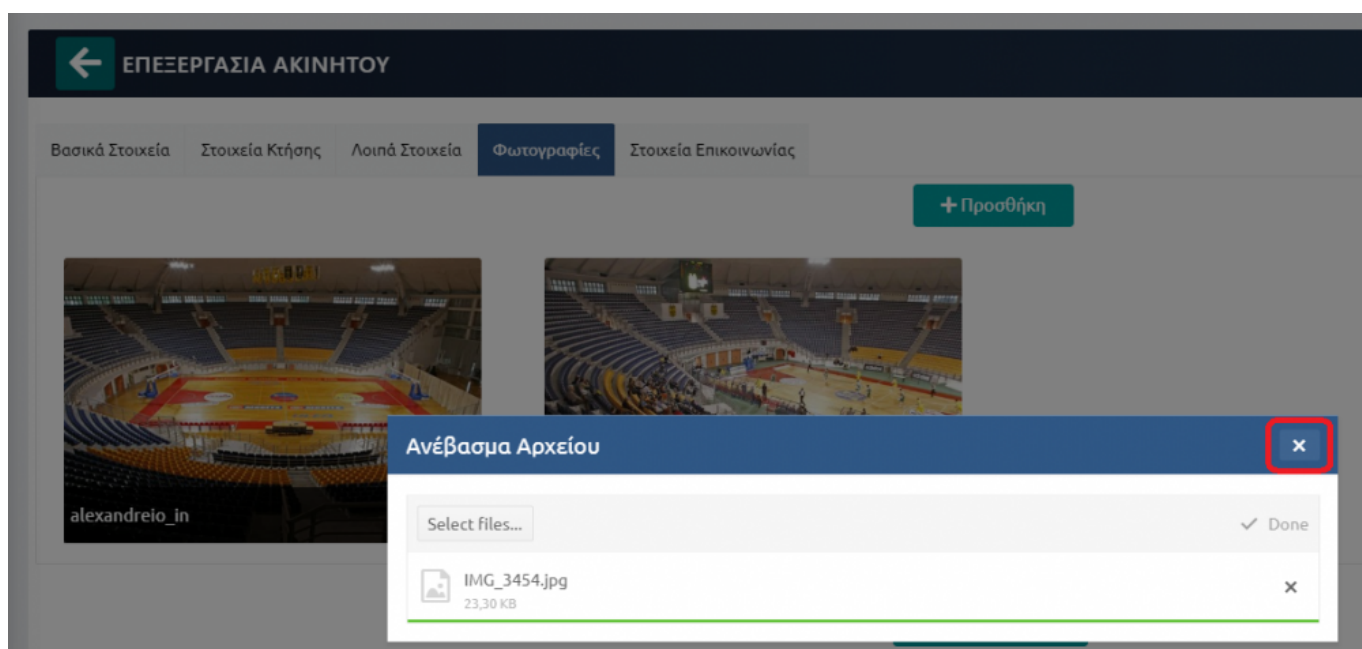 ΕΠΕΞΕΡΓΑΣΙΑ ΑΚΙΝΗΤΟΥ
Βασικά Στοιχεία Στοιχεία Κτήσης Λοιπά Στοιχεία Φωτογραφίες Στοιχεία Επικοινωνίας
+ Προσθήκη
alexandreio_in
Ανέβασμα Αρχείου ×
Select files... ✓ Done
IMG_3454.jpg ×
23,30 KB